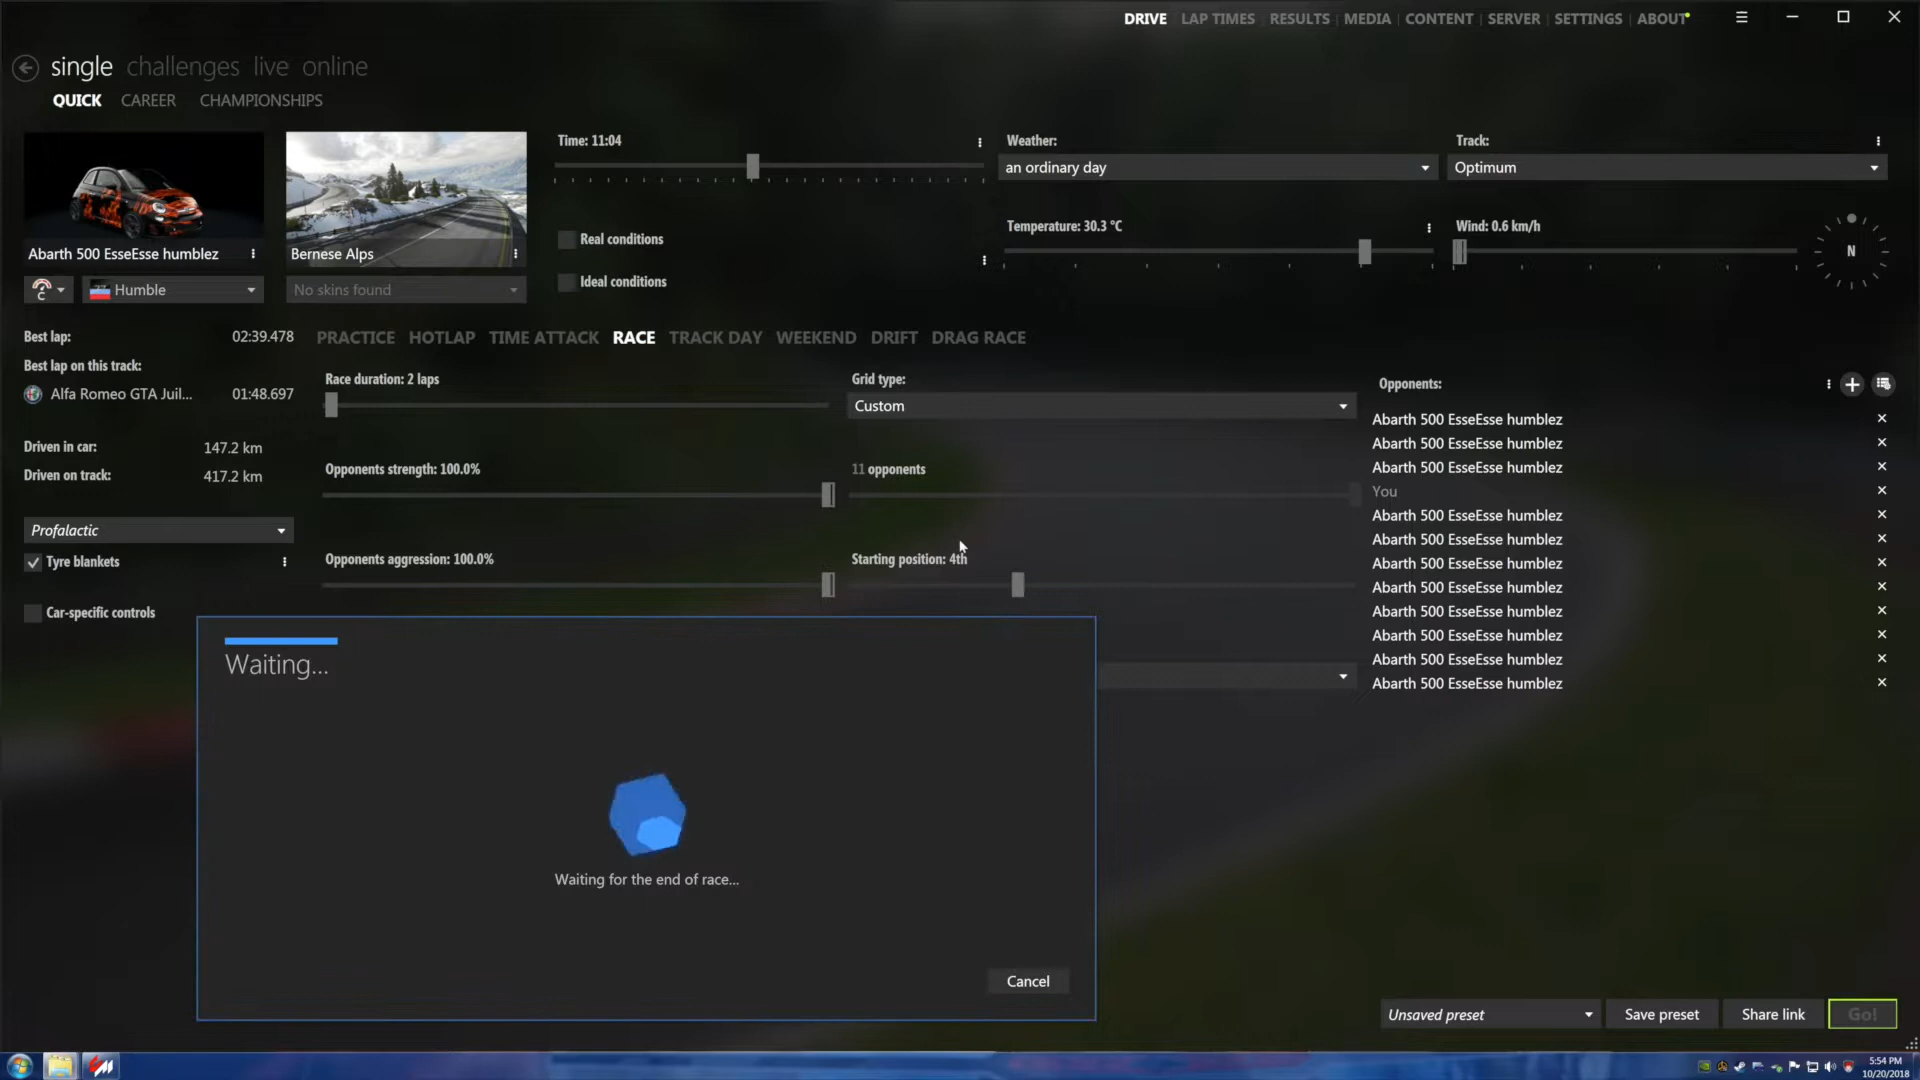 DRIVE LAP TIMES RESULTS MEDIA CONTENT SERVER SETTINGS ABOUT
single challenges live online
QUICK CAREER CHAMPIONSHIPS
Time: 11:04
Weather:
Track:
an ordinary day
Optimum
Abarth 500 EsseEsse humblez
Bernese Alps
Real conditions
Ideal conditions
Temperature: 30.3 °C
Wind: 0.6 km/h
N
C
Humble
No skins found
Best lap: 02:39.478
Best lap on this track:
Alfa Romeo GTA Juil... 01:48.697
Driven in car: 147.2 km
Driven on track: 417.2 km
Profalactic
Tyre blankets
Car-specific controls
PRACTICE HOTLAP TIME ATTACK RACE TRACK DAY WEEKEND DRIFT DRAG RACE
Race duration: 2 laps
Grid type:
Custom
Opponents strength: 100.0%
11 opponents
Opponents aggression: 100.0%
Starting position: 4th
Opponents:
Abarth 500 EsseEsse humblez
Abarth 500 EsseEsse humblez
Abarth 500 EsseEsse humblez
You
Abarth 500 EsseEsse humblez
Abarth 500 EsseEsse humblez
Abarth 500 EsseEsse humblez
Abarth 500 EsseEsse humblez
Abarth 500 EsseEsse humblez
Abarth 500 EsseEsse humblez
Abarth 500 EsseEsse humblez
Abarth 500 EsseEsse humblez
Waiting...
Waiting for the end of race...
Cancel
Unsaved preset
Save preset
Share link
Go!
5:54 PM
10/20/2018